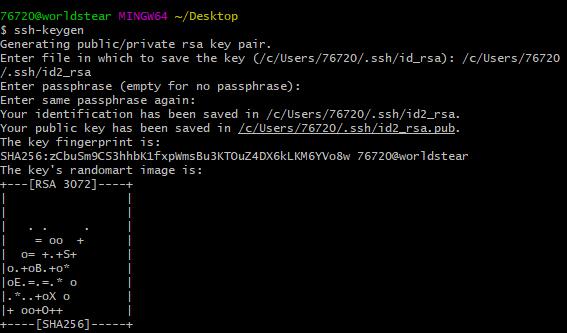 76720@worldstear MINGW64 ~/Desktop
$ ssh-keygen
Generating public/private rsa key pair.
Enter file in which to save the key (/c/Users/76720/.ssh/id_rsa): /c/Users/76720
/.ssh/id2_rsa
Enter passphrase (empty for no passphrase):
Enter same passphrase again:
Your identification has been saved in /c/Users/76720/.ssh/id2_rsa.
Your public key has been saved in /c/Users/76720/.ssh/id2_rsa.pub.
The key fingerprint is:
SHA256:zCbuSm9CS3hhbK1fxpWmsBu3KTOuZ4DX6kLKM6YVo8w 76720@worldstear
The key's randomart image is:
+---[RSA 3072]----+
|                 |
|                 |
|   . .     .     |
|    = oo  +      |
|  o= +.+S+       |
|o.+oB.+o*        |
|oE.=.=.* o       |
|.*..+oX o        |
|+ oo+O++         |
+----[SHA256]-----+